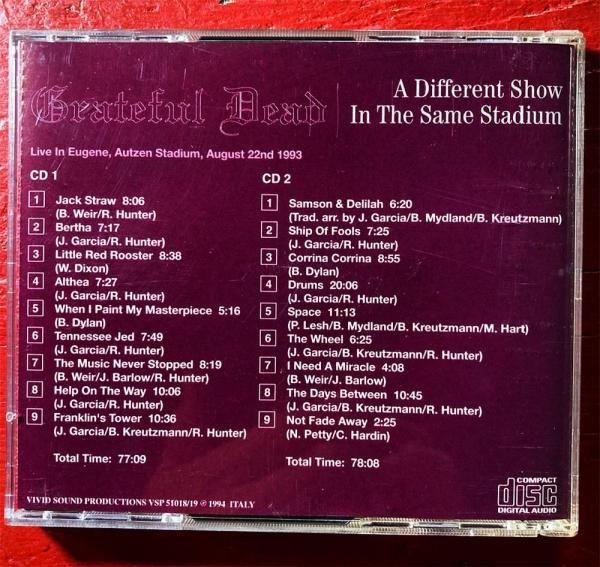 Grateful Dead
A Different Show
In The Same Stadium
Live In Eugene, Autzen Stadium, August 22nd 1993
CD 1
1 Jack Straw 8:06
(B. Weir/R. Hunter)
2 Bertha 7:17
(J. Garcia/R. Hunter)
3 Little Red Rooster 8:38
(W. Dixon)
4 Althea 7:27
(J. Garcia/R. Hunter)
5 When I Paint My Masterpiece 5:16
(B. Dylan)
6 Tennessee Jed 7:49
(J. Garcia/R. Hunter)
7 The Music Never Stopped 8:19
(B. Weir/J. Barlow/R. Hunter)
8 Help On The Way 10:06
(J. Garcia/R. Hunter)
9 Franklin's Tower 10:36
(J. Garcia/B. Kreutzmann/R. Hunter)
Total Time: 77:09
CD 2
1 Samson & Delilah 6:20
(Trad. arr. by J. Garcia/B. Mydland/B. Kreutzmann)
2 Ship Of Fools 7:25
(J. Garcia/R. Hunter)
3 Corrina Corrina 8:55
(B. Dylan)
4 Drums 20:06
(J. Garcia/R. Hunter)
5 Space 11:13
(P. Lesh/B. Mydland/B. Kreutzmann/M. Hart)
6 The Wheel 6:25
(J. Garcia/B. Kreutzmann/R. Hunter)
7 I Need A Miracle 4:08
(B. Weir/J. Barlow)
8 The Days Between 10:45
(J. Garcia/B. Kreutzmann/R. Hunter)
9 Not Fade Away 2:25
(N. Petty/C. Hardin)
Total Time: 78:08
VIVID SOUND PRODUCTIONS VSP 51018/19 ℗ 1994 ITALY
COMPACT
disc
DIGITAL AUDIO